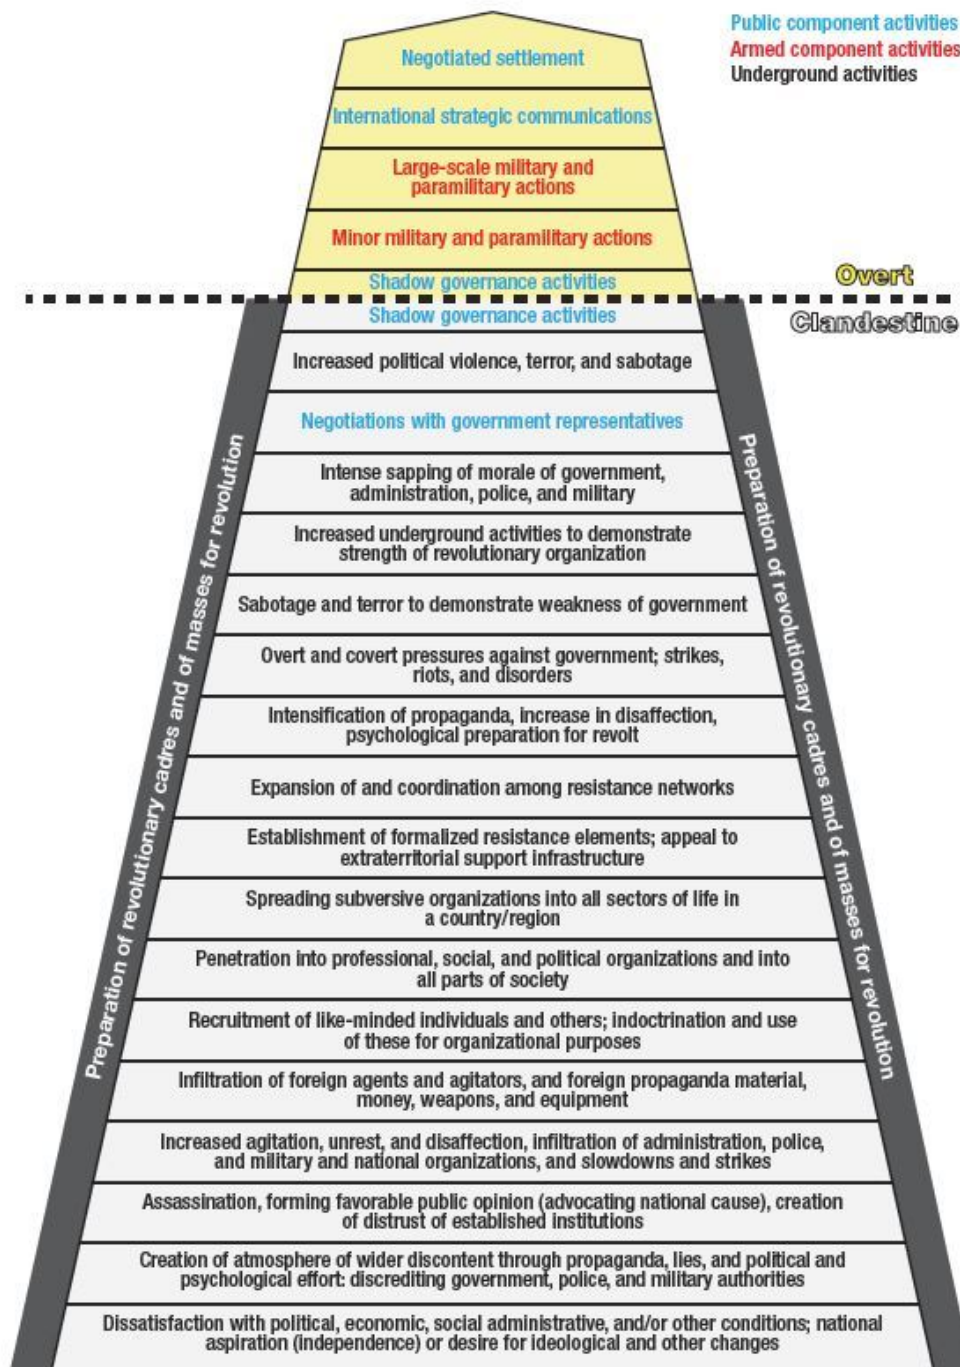 Public component activities
Armed component activities
Underground activities
Negotiated settlement
International strategic communications
Large-scale military and
paramilitary actions
Minor military and paramilitary actions
Shadow governance activities
Overt
Clandestine
Shadow governance activities
Increased political violence, terror, and sabotage
Negotiations with government representatives
Intense sapping of morale of government,
administration, police, and military
Increased underground activities to demonstrate
strength of revolutionary organization
Sabotage and terror to demonstrate weakness of government
Overt and covert pressures against government; strikes,
riots, and disorders
Intensification of propaganda, increase in disaffection,
psychological preparation for revolt
Expansion of and coordination among resistance networks
Establishment of formalized resistance elements; appeal to
extraterritorial support infrastructure
Spreading subversive organizations into all sectors of life in
a country/region
Penetration into professional, social, and political organizations and into
all parts of society
Recruitment of like-minded individuals and others; indoctrination and use
of these for organizational purposes
Infiltration of foreign agents and agitators, and foreign propaganda material,
money, weapons, and equipment
Increased agitation, unrest, and disaffection, infiltration of administration, police,
and military and national organizations, and slowdowns and strikes
Assassination, forming favorable public opinion (advocating national cause), creation
of distrust of established institutions
Creation of atmosphere of wider discontent through propaganda, lies, and political and
psychological effort: discrediting government, police, and military authorities
Dissatisfaction with political, economic, social administrative, and/or other conditions; national
aspiration (independence) or desire for ideological and other changes
Preparation of revolutionary cadres and of masses for revolution
Preparation of revolutionary cadres and of masses for revolution